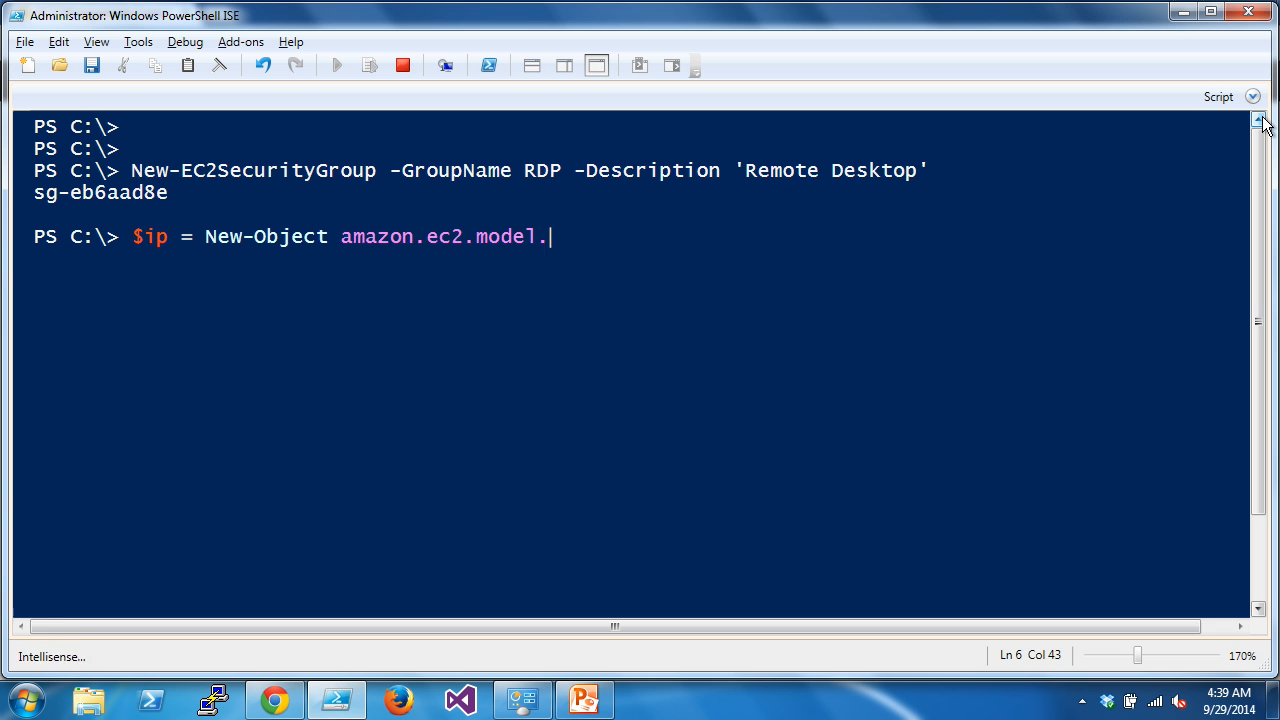 Administrator: Windows PowerShell ISE
File Edit View Tools Debug Add-ons Help
Script
PS C:\>
PS C:\>
PS C:\> New-EC2SecurityGroup -GroupName RDP -Description 'Remote Desktop'
sg-eb6aad8e
PS C:\> $ip = New-Object amazon.ec2.model.
Intellisense... Ln 6 Col 43 170%
4:39 AM
9/29/2014